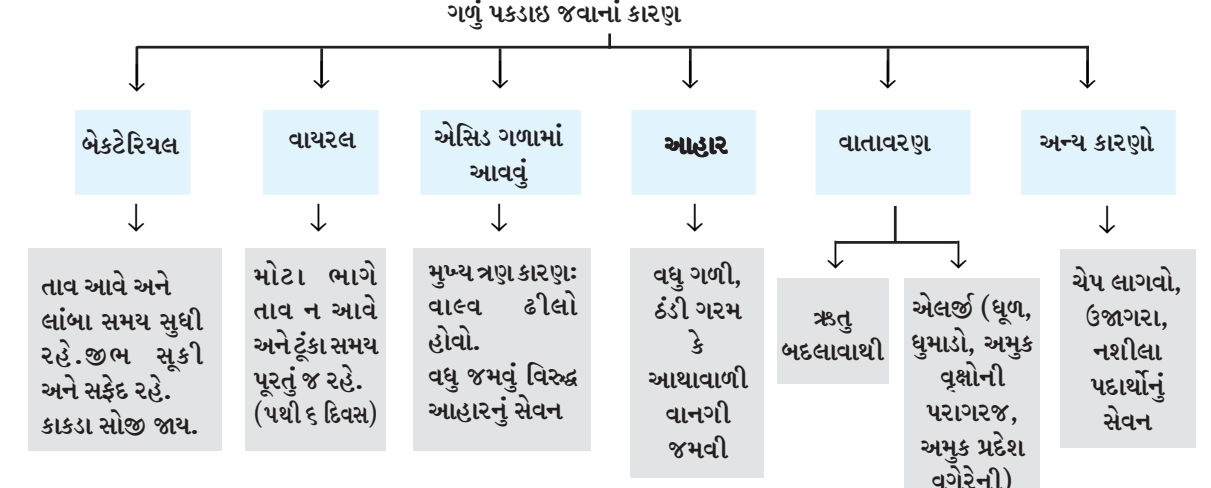 ગળું પકડાઇ જવાનાં કારણ
બેકટેરિયલ
વાયરલ
એસિડ ગળામાં
આવવું
આહાર
વાતાવરણ
અન્ય કારણો
તાવ આવે અને
લાંબા સમય સુધી
રહે.જીભ સૂકી
અને સફેદ રહે.
કાકડા સોજી જાય.
મોટા ભાગે
તાવ ન આવે
અને ટૂંકા સમય
પૂરતું જ રહે.
(૫થી ૬ દિવસ)
મુખ્ય ત્રણ કારણઃ
વાલ્વ ઢીલો
હોવો.
વધુ જમવું વિરુદ્ધ
આહારનું સેવન
વધુ ગળી,
ઠંડી ગરમ
કે
આથાવાળી
વાનગી
જમવી
ઋતુ
બદલાવાથી
એલર્જી (ધૂળ,
ધુમાડો, અમુક
વૃક્ષોની
પરાગરજ,
અમુક પ્રદેશ
વગેરેની)
ચેપ લાગવો,
ઉજાગરા,
નશીલા
પદાર્થોનું
સેવન